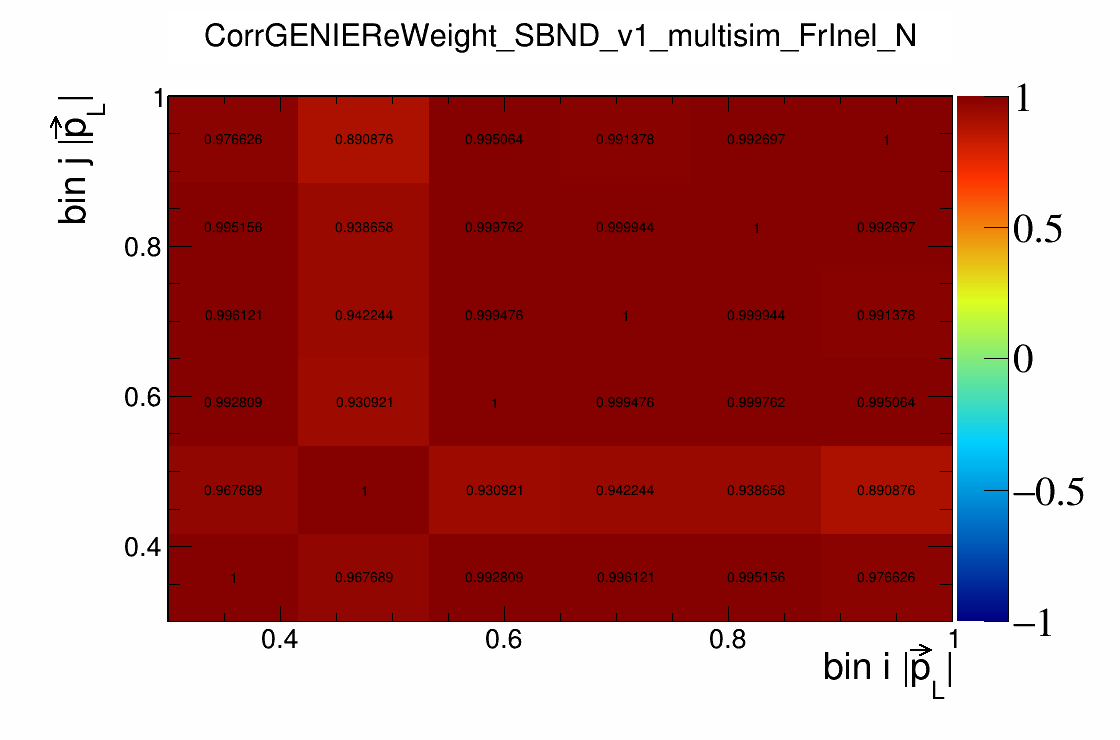 CorrGENIEReWeight_SBND_v1_multisim_FrInel_N
bin j |p⃗_L|
1
0.8
0.6
0.4
0.976626 0.890876 0.995064 0.991378 0.992697 1
0.995156 0.938658 0.999762 0.999944 1 0.992697
0.996121 0.942244 0.999476 1 0.999944 0.991378
0.992809 0.930921 1 0.999476 0.999762 0.995064
0.967689 1 0.930921 0.942244 0.938658 0.890876
1 0.967689 0.992809 0.996121 0.995156 0.976626
0.4 0.6 0.8 1
bin i |p⃗_L|
1
0.5
0
−0.5
−1